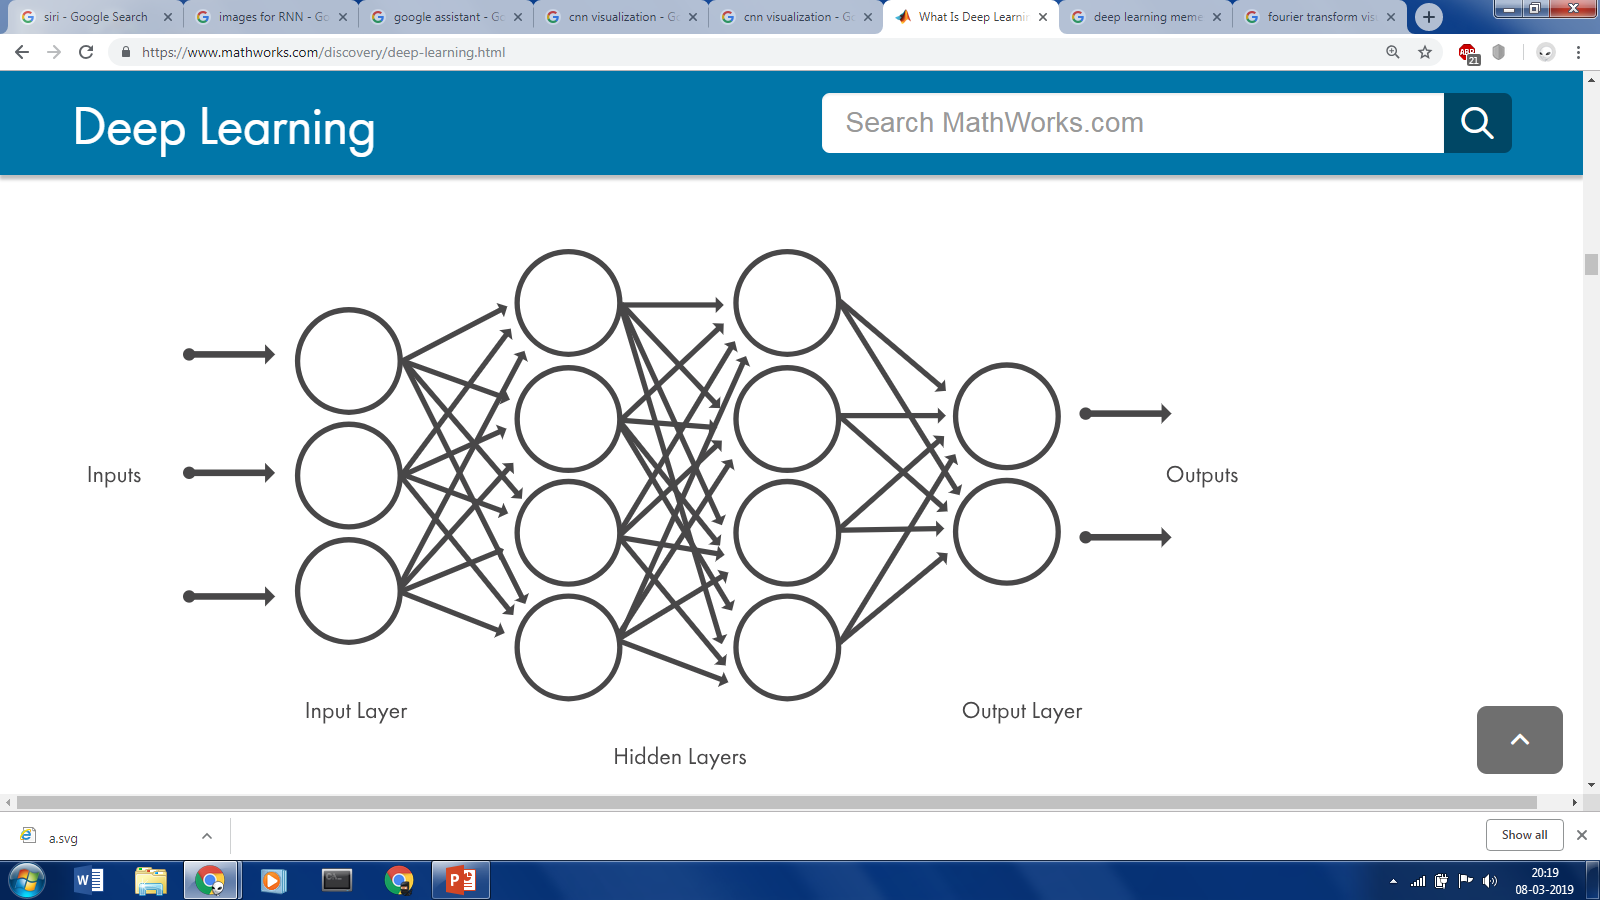 siri - Google Search
images for RNN - Go
google assistant - Go
cnn visualization - Go
cnn visualization - Go
What Is Deep Learnin
deep learning meme
fourier transform vis
https://www.mathworks.com/discovery/deep-learning.html
ABP
21
Deep Learning
Search MathWorks.com
Inputs
Outputs
Input Layer
Output Layer
Hidden Layers
a.svg
Show all
20:19
08-03-2019